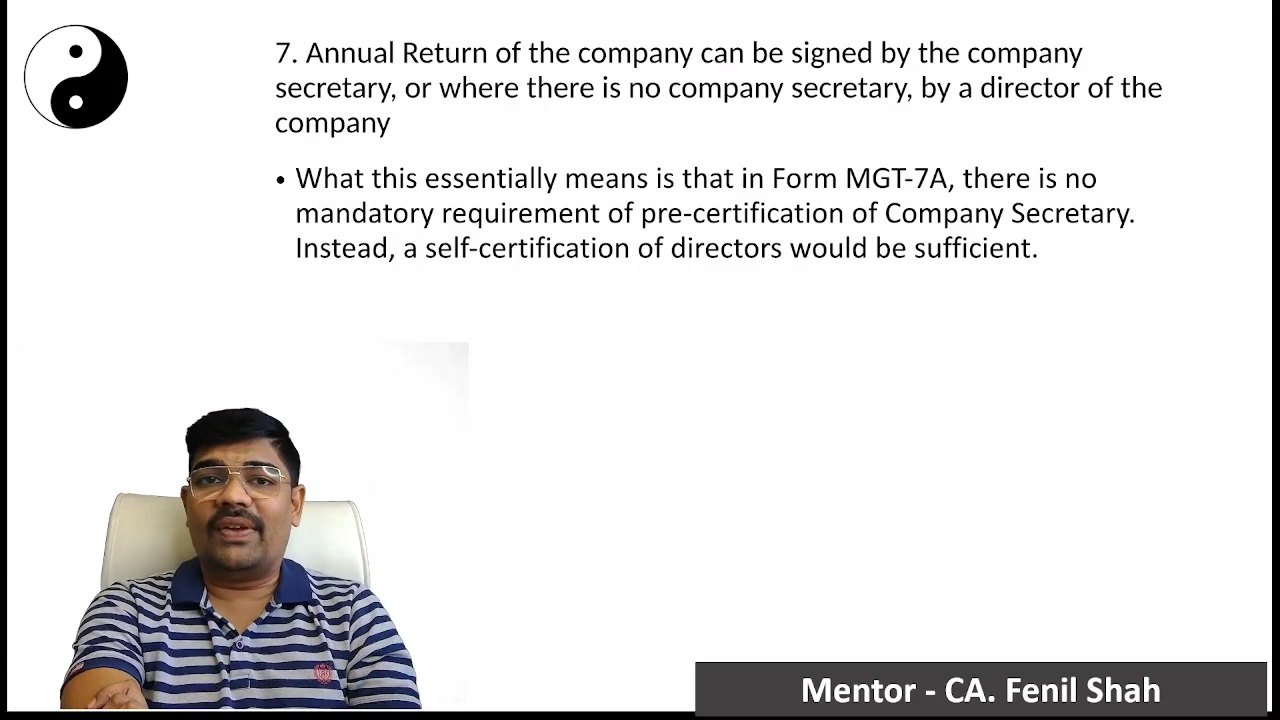 7. Annual Return of the company can be signed by the company
secretary, or where there is no company secretary, by a director of the
company
• What this essentially means is that in Form MGT-7A, there is no
mandatory requirement of pre-certification of Company Secretary.
Instead, a self-certification of directors would be sufficient.
Mentor - CA. Fenil Shah